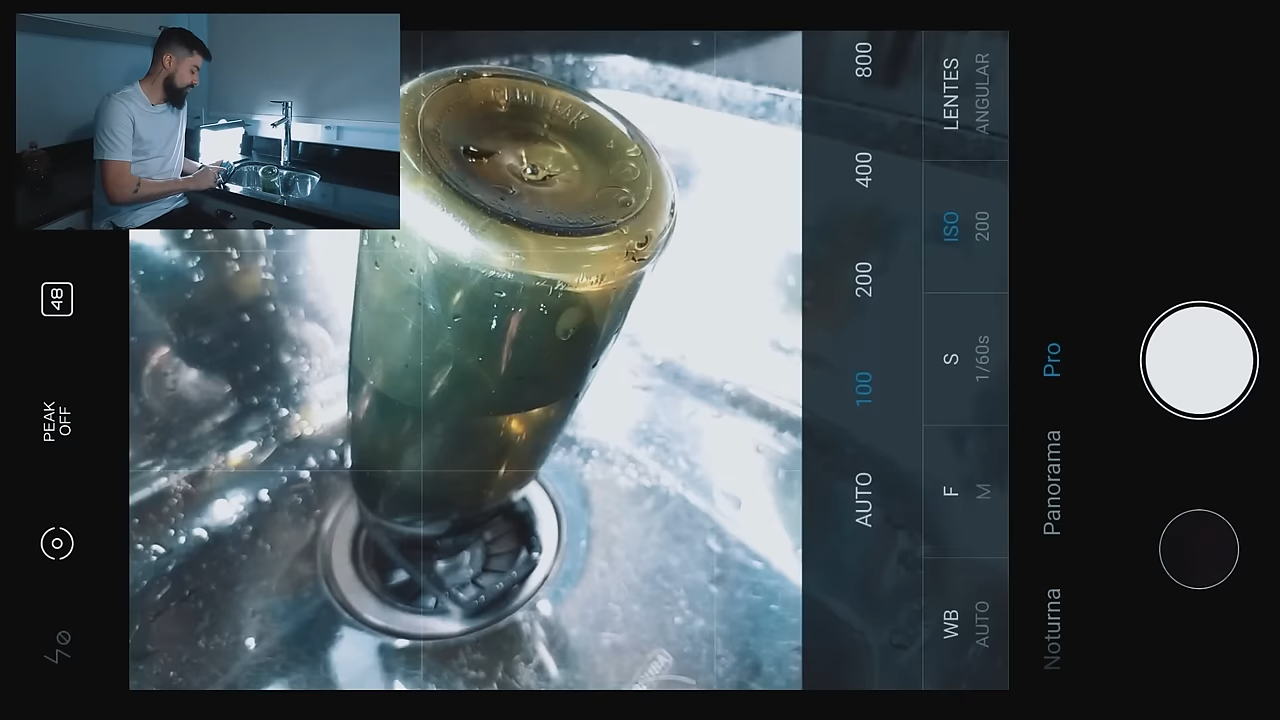 PEAK
OFF
48
AUTO 100 200 400 800
WB F S ISO LENTES
AUTO M 1/60s 200 ANGULAR
Noturna Panorama Pro